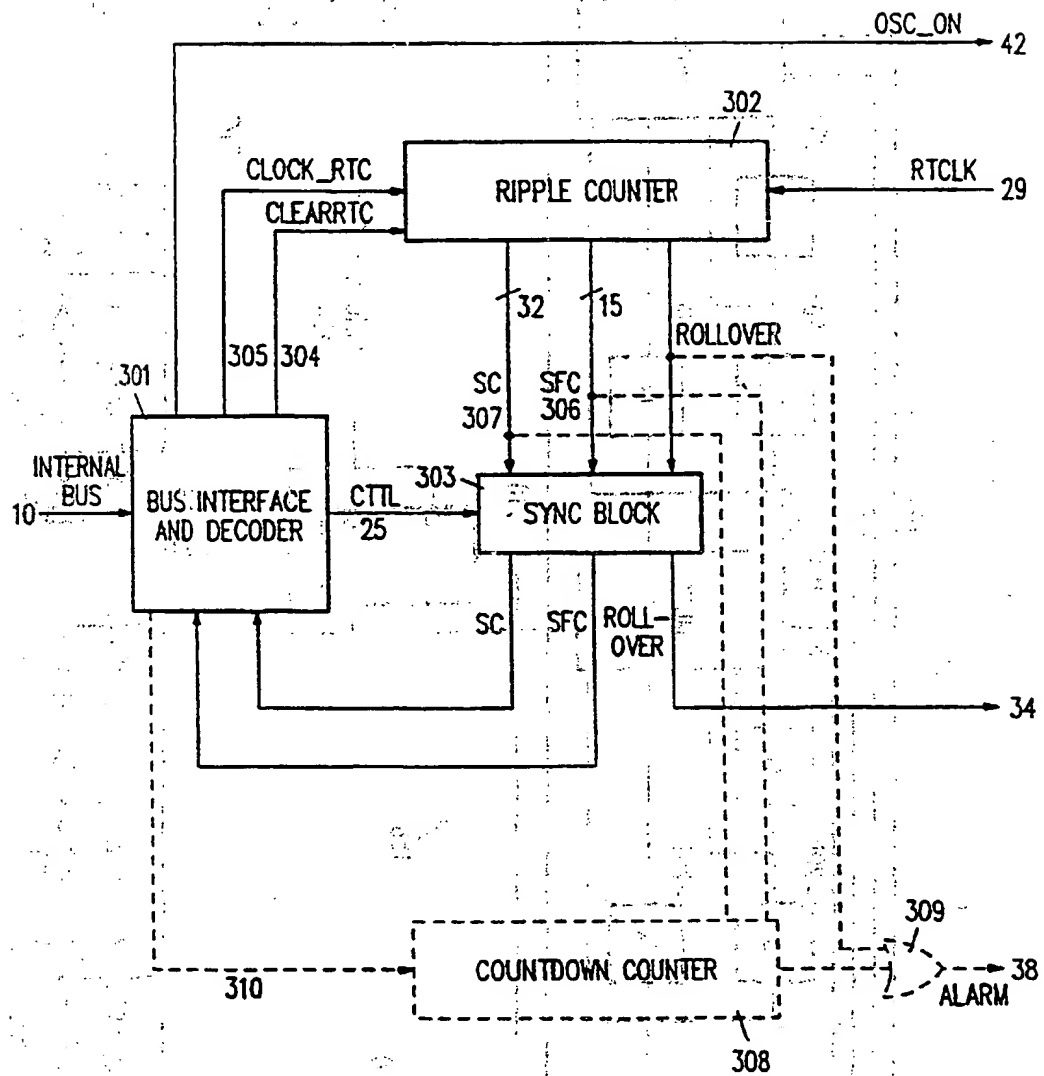 OSC_ON
42
302
CLOCK_RTC
RIPPLE COUNTER
RTCLK
29
CLEARRTC
32
15
ROLLOVER
305
304
301
SC
307
SFC
306
INTERNAL
BUS
10
BUS INTERFACE
AND DECODER
CTTL
25
303
SYNC BLOCK
SC
SFC
ROLL-
OVER
34
309
COUNTDOWN COUNTER
310
38
ALARM
308